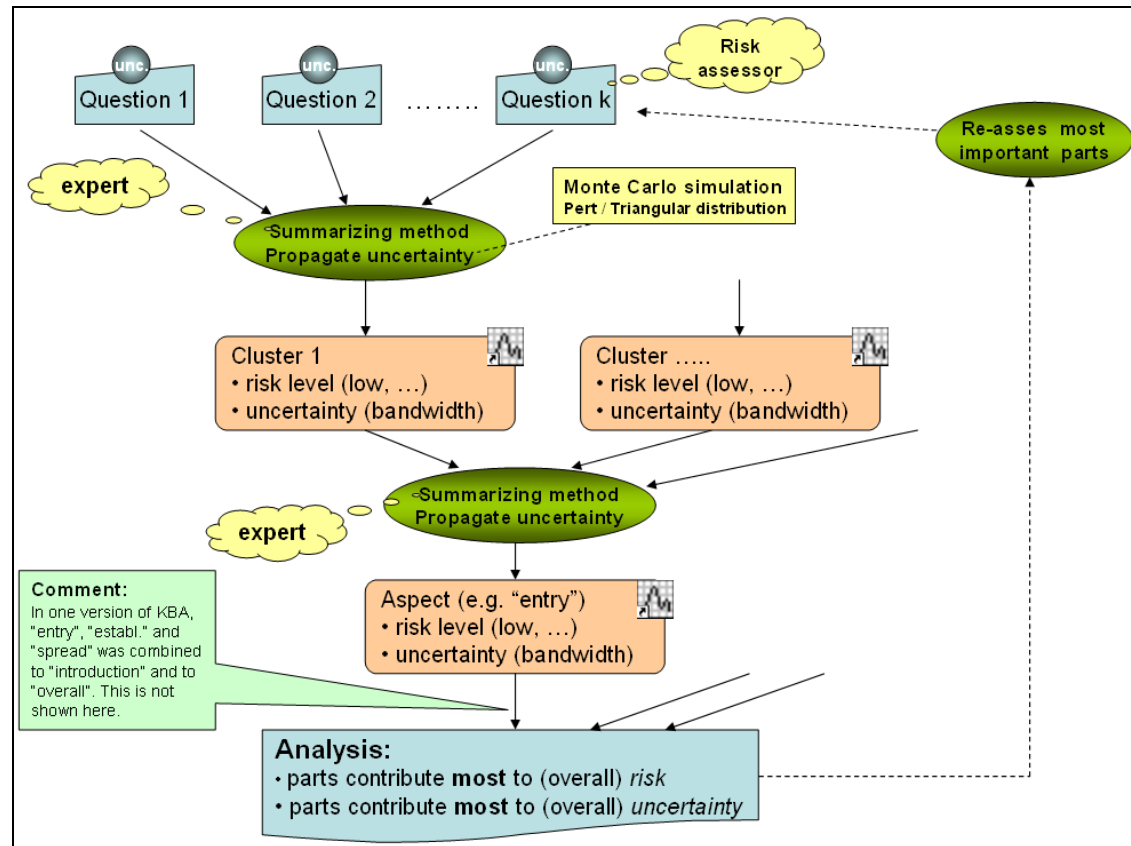 unc.
Question 1
unc.
Question 2
........
unc.
Question k
Risk
assessor
Re-asses most
important parts
expert
Monte Carlo simulation
Pert / Triangular distribution
Summarizing method
Propagate uncertainty
Cluster 1
• risk level (low, …)
• uncertainty (bandwidth)
Cluster …..
• risk level (low, …)
• uncertainty (bandwidth)
Summarizing method
Propagate uncertainty
expert
Comment:
In one version of KBA,
"entry", "establ." and
"spread" was combined
to "introduction" and to
"overall". This is not
shown here.
Aspect (e.g. "entry")
• risk level (low, …)
• uncertainty (bandwidth)
Analysis:
• parts contribute most to (overall) risk
• parts contribute most to (overall) uncertainty